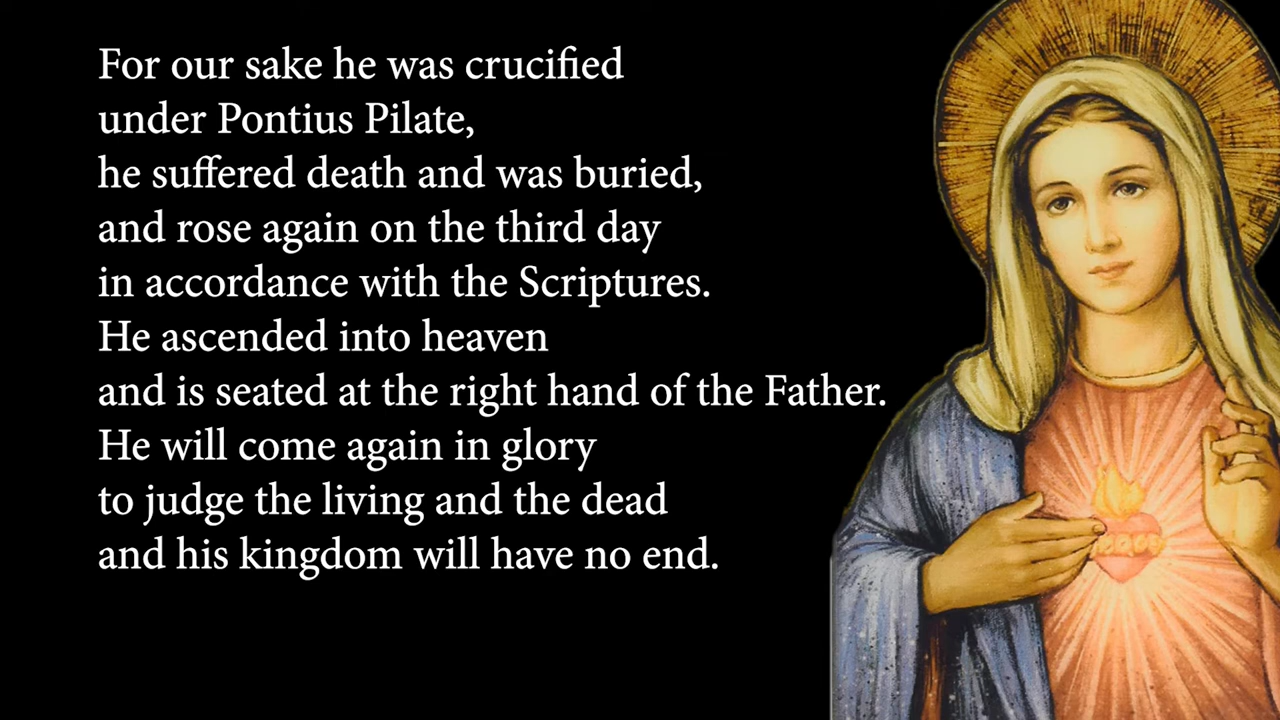 For our sake he was crucified
under Pontius Pilate,
he suffered death and was buried,
and rose again on the third day
in accordance with the Scriptures.
He ascended into heaven
and is seated at the right hand of the Father.
He will come again in glory
to judge the living and the dead
and his kingdom will have no end.